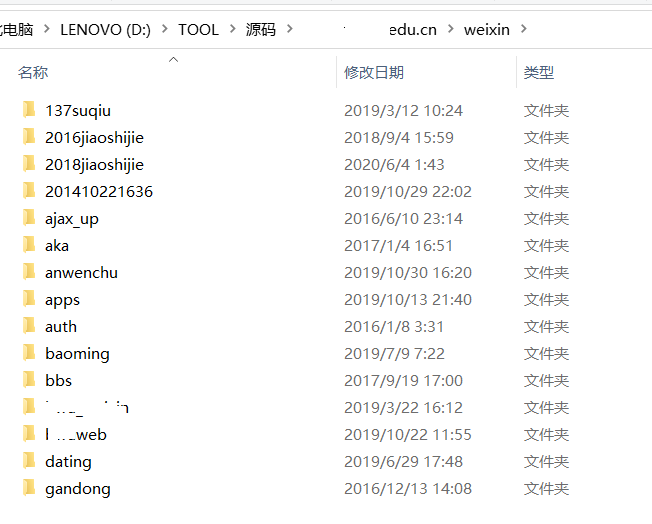 电脑 > LENOVO (D:) > TOOL > 源码 > edu.cn > weixin >
名称 修改日期 类型
137suqiu 2019/3/12 10:24 文件夹
2016jiaoshijie 2018/9/4 15:59 文件夹
2018jiaoshijie 2020/6/4 1:43 文件夹
201410221636 2019/10/29 22:02 文件夹
ajax_up 2016/6/10 23:14 文件夹
aka 2017/1/4 16:51 文件夹
anwenchu 2019/10/30 16:20 文件夹
apps 2019/10/13 21:40 文件夹
auth 2016/1/8 3:31 文件夹
baoming 2019/7/9 7:22 文件夹
bbs 2017/9/19 17:00 文件夹
2019/3/22 16:12 文件夹
web 2019/10/22 11:55 文件夹
dating 2019/6/29 17:48 文件夹
gandong 2016/12/13 14:08 文件夹